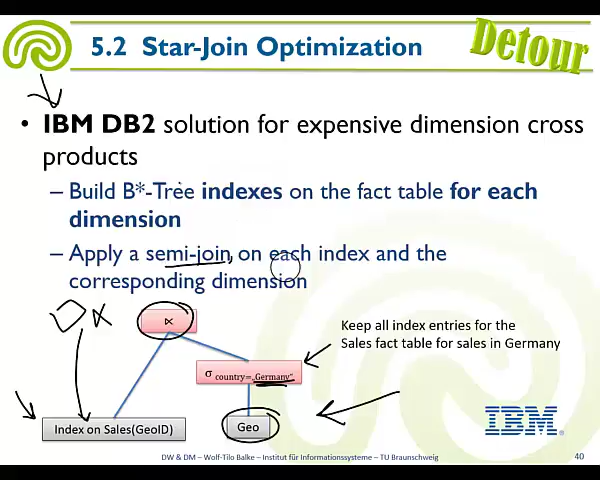 5.2 Star-Join Optimization
Detour
• IBM DB2 solution for expensive dimension cross
products
– Build B*-Tree indexes on the fact table for each
dimension
– Apply a semi-join on each index and the
corresponding dimension
⋉
Keep all index entries for the
Sales fact table for sales in Germany
σ country=„Germany“
Index on Sales(GeoID)
Geo
IBM
DW & DM – Wolf-Tilo Balke – Institut für Informationssysteme – TU Braunschweig
40